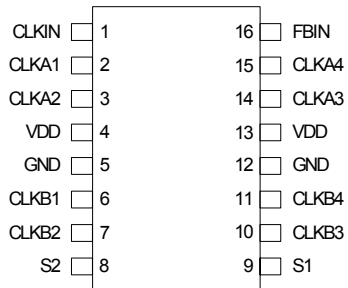 CLKIN 1 16 FBIN
CLKA1 2 15 CLKA4
CLKA2 3 14 CLKA3
VDD 4 13 VDD
GND 5 12 GND
CLKB1 6 11 CLKB4
CLKB2 7 10 CLKB3
S2 8 9 S1